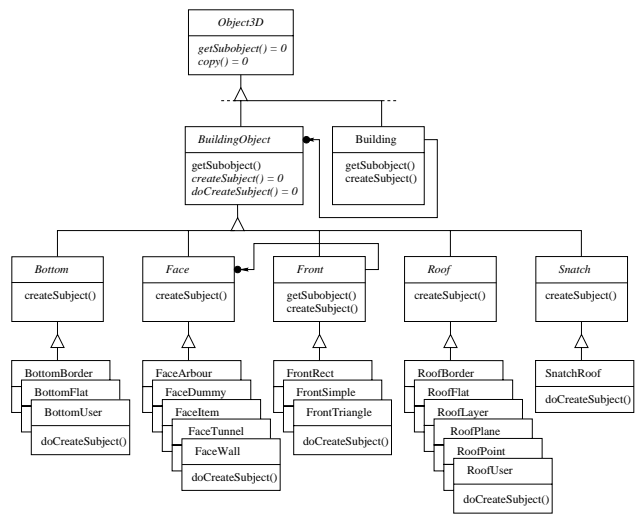 Object3D
getSubobject() = 0
copy() = 0
BuildingObject
getSubobject()
createSubject() = 0
doCreateSubject() = 0
Building
getSubobject()
createSubject()
Bottom
createSubject()
Face
createSubject()
Front
getSubobject()
createSubject()
Roof
createSubject()
Snatch
createSubject()
BottomBorder
BottomFlat
BottomUser
doCreateSubject()
FaceArbour
FaceDummy
FaceItem
FaceTunnel
FaceWall
doCreateSubject()
FrontRect
FrontSimple
FrontTriangle
doCreateSubject()
RoofBorder
RoofFlat
RoofLayer
RoofPlane
RoofPoint
RoofUser
doCreateSubject()
SnatchRoof
doCreateSubject()